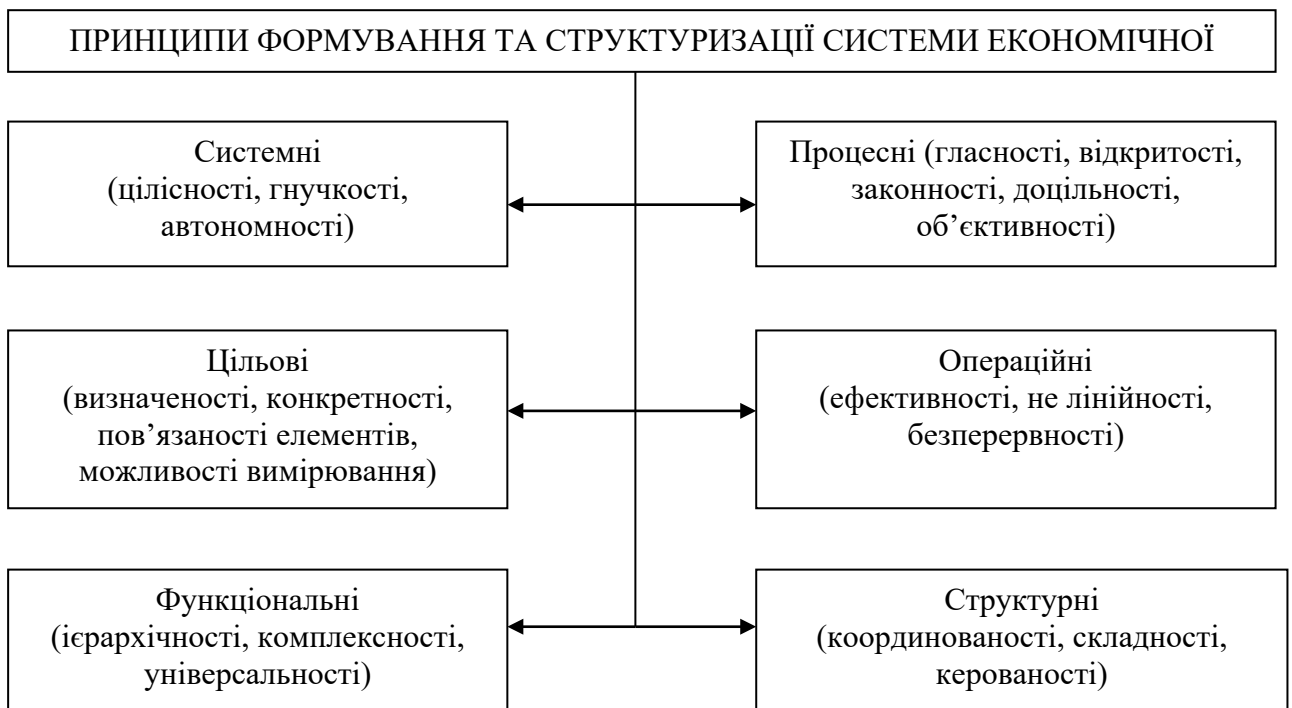 ПРИНЦИПИ ФОРМУВАННЯ ТА СТРУКТУРИЗАЦІЇ СИСТЕМИ ЕКОНОМІЧНОЇ
Системні
(цілісності, гнучкості,
автономності)
Процесні (гласності, відкритості,
законності, доцільності,
об’єктивності)
Цільові
(визначеності, конкретності,
пов’язаності елементів,
можливості вимірювання)
Операційні
(ефективності, не лінійності,
безперервності)
Функціональні
(ієрархічності, комплексності,
універсальності)
Структурні
(координованості, складності,
керованості)